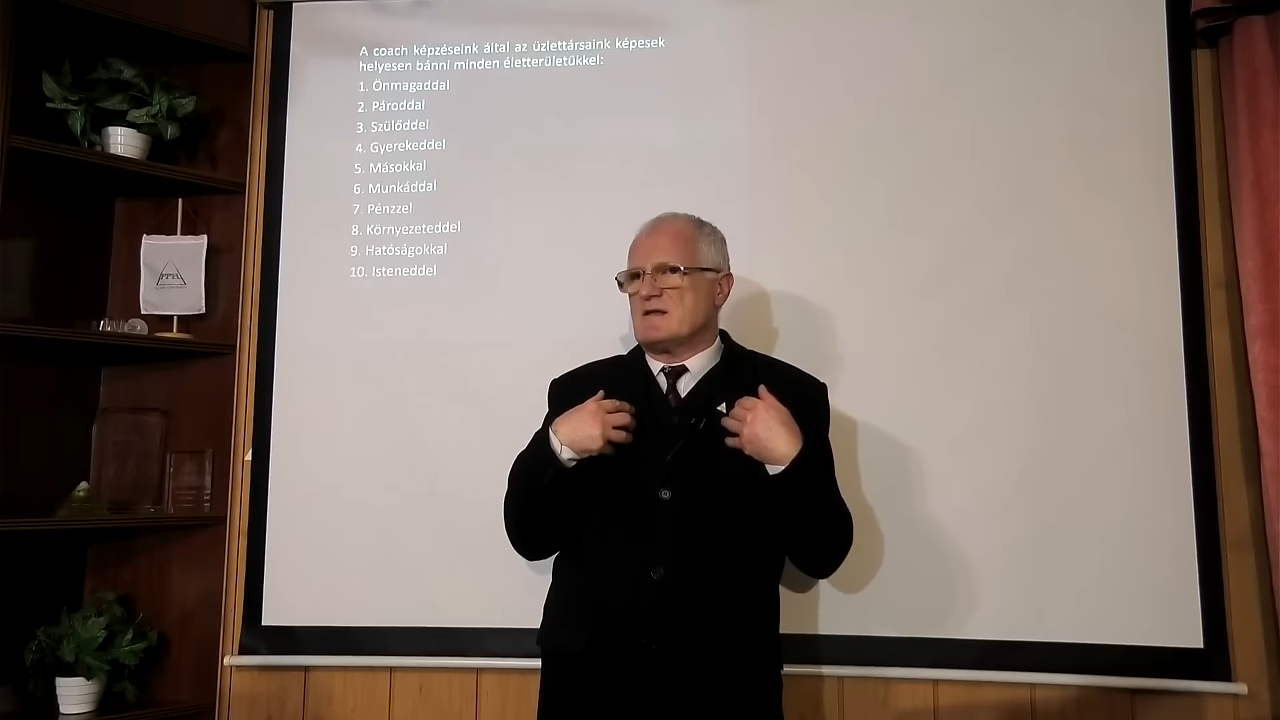 A coach képzéseink által az üzlettársaink képesek
helyesen bánni minden életterületükkel:
1. Önmagaddal
2. Pároddal
3. Szülőddel
4. Gyerekeddel
5. Másokkal
6. Munkáddal
7. Pénzzel
8. Környezeteddel
9. Hatóságokkal
10. Isteneddel